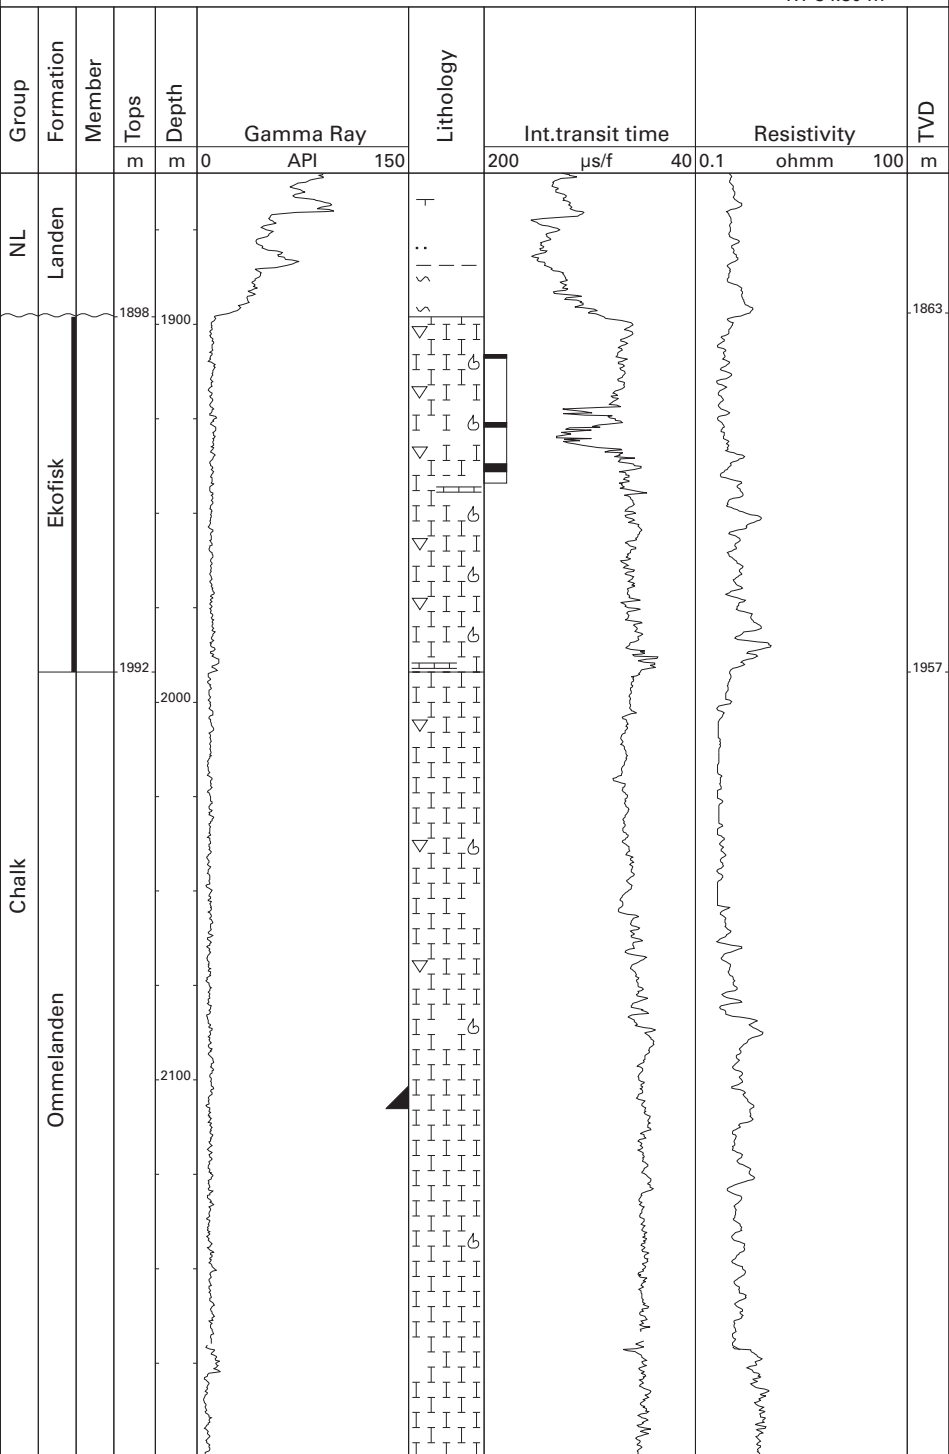 Group
Formation
Member
Tops
Depth
Gamma Ray
Lithology
Int.transit time
Resistivity
TVD
m m 0 API 150 200 µs/f 40 0.1 ohmm 100 m
NL
Landen
1898
1900
1863
Ekofisk
1992
1957
2000
Chalk
Ommelanden
2100